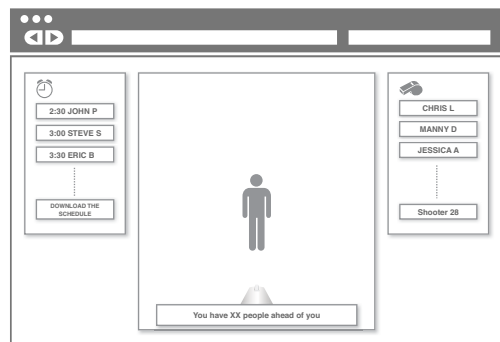 2:30 JOHN P
3:00 STEVE S
3:30 ERIC B
DOWNLOAD THE
SCHEDULE
You have XX people ahead of you
CHRIS L
MANNY D
JESSICA A
Shooter 28